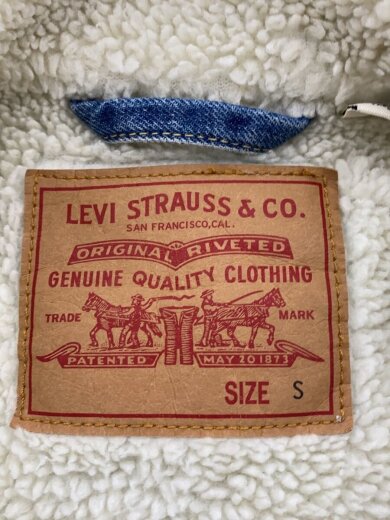 LEVI STRAUSS & CO.
SAN FRANCISCO, CAL.
ORIGINAL RIVETED
GENUINE QUALITY CLOTHING
TRADE MARK
PATENTED MAY 20 1873
SIZE S